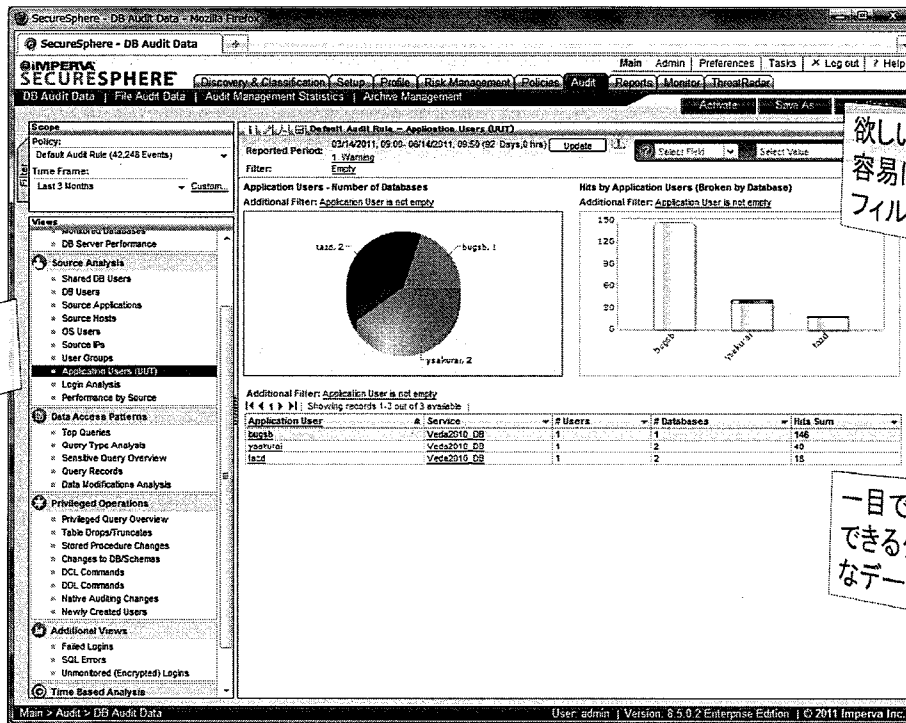 SecureSphere - DB Audit Data - Mozilla Firefox
SecureSphere - DB Audit Data
IMPERVA
SECURESPHERE
Main Admin Preferences Tasks × Log out ? Help
Discovery & Classification Setup Profile Risk Management Policies Audit Reports Monitor ThreatRadar
DB Audit Data | File Audit Data | Audit Management Statistics | Archive Management
Activate Save As
Filter
Scope
Policy:
Default Audit Rule (42,248 Events)
Time Frame:
Last 3 Months Custom...
Views
Monitored Databases
DB Server Performance
Source Analysis
Shared DB Users
DB Users
Source Applications
Source Hosts
OS Users
Source IPs
User Groups
Application Users (UUT)
Login Analysis
Performance by Source
Data Access Patterns
Top Queries
Query Type Analysis
Sensitive Query Overview
Query Records
Data Modifications Analysis
Privileged Operations
Privileged Query Overview
Table Drops/Truncates
Stored Procedure Changes
Changes to DB/Schemas
DCL Commands
DDL Commands
Native Auditing Changes
Newly Created Users
Additional Views
Failed Logins
SQL Errors
Unmonitored (Encrypted) Logins
Time Based Analysis
Default Audit Rule - Application Users (UUT)
Reported Period: 03/14/2011, 09:00- 06/14/2011, 09:59 (92 Days,0 hrs) Update
1 Warning
Filter: Empty
Select Field Select Value
Application Users - Number of Databases
Additional Filter: Application User is not empty
tazd, 2
bugsb, 1
ysakurai, 2
Hits by Application Users (Broken by Database)
Additional Filter: Application User is not empty
150
120
90
60
30
0
bugsb
ysakurai
tazd
Additional Filter: Application User is not empty
Showing records 1-3 out of 3 available
Application User Service # Users # Databases Hits Sum
bugsb Veda2010_DB 1 1 146
ysakurai Veda2010_DB 1 2 40
tazd Veda2010_DB 1 2 18
欲しい
容易に
フィル
一目で
できる
なデー
Main > Audit > DB Audit Data
User: admin | Version: 8.5.0.2 Enterprise Edition | © 2011 Imperva Inc.